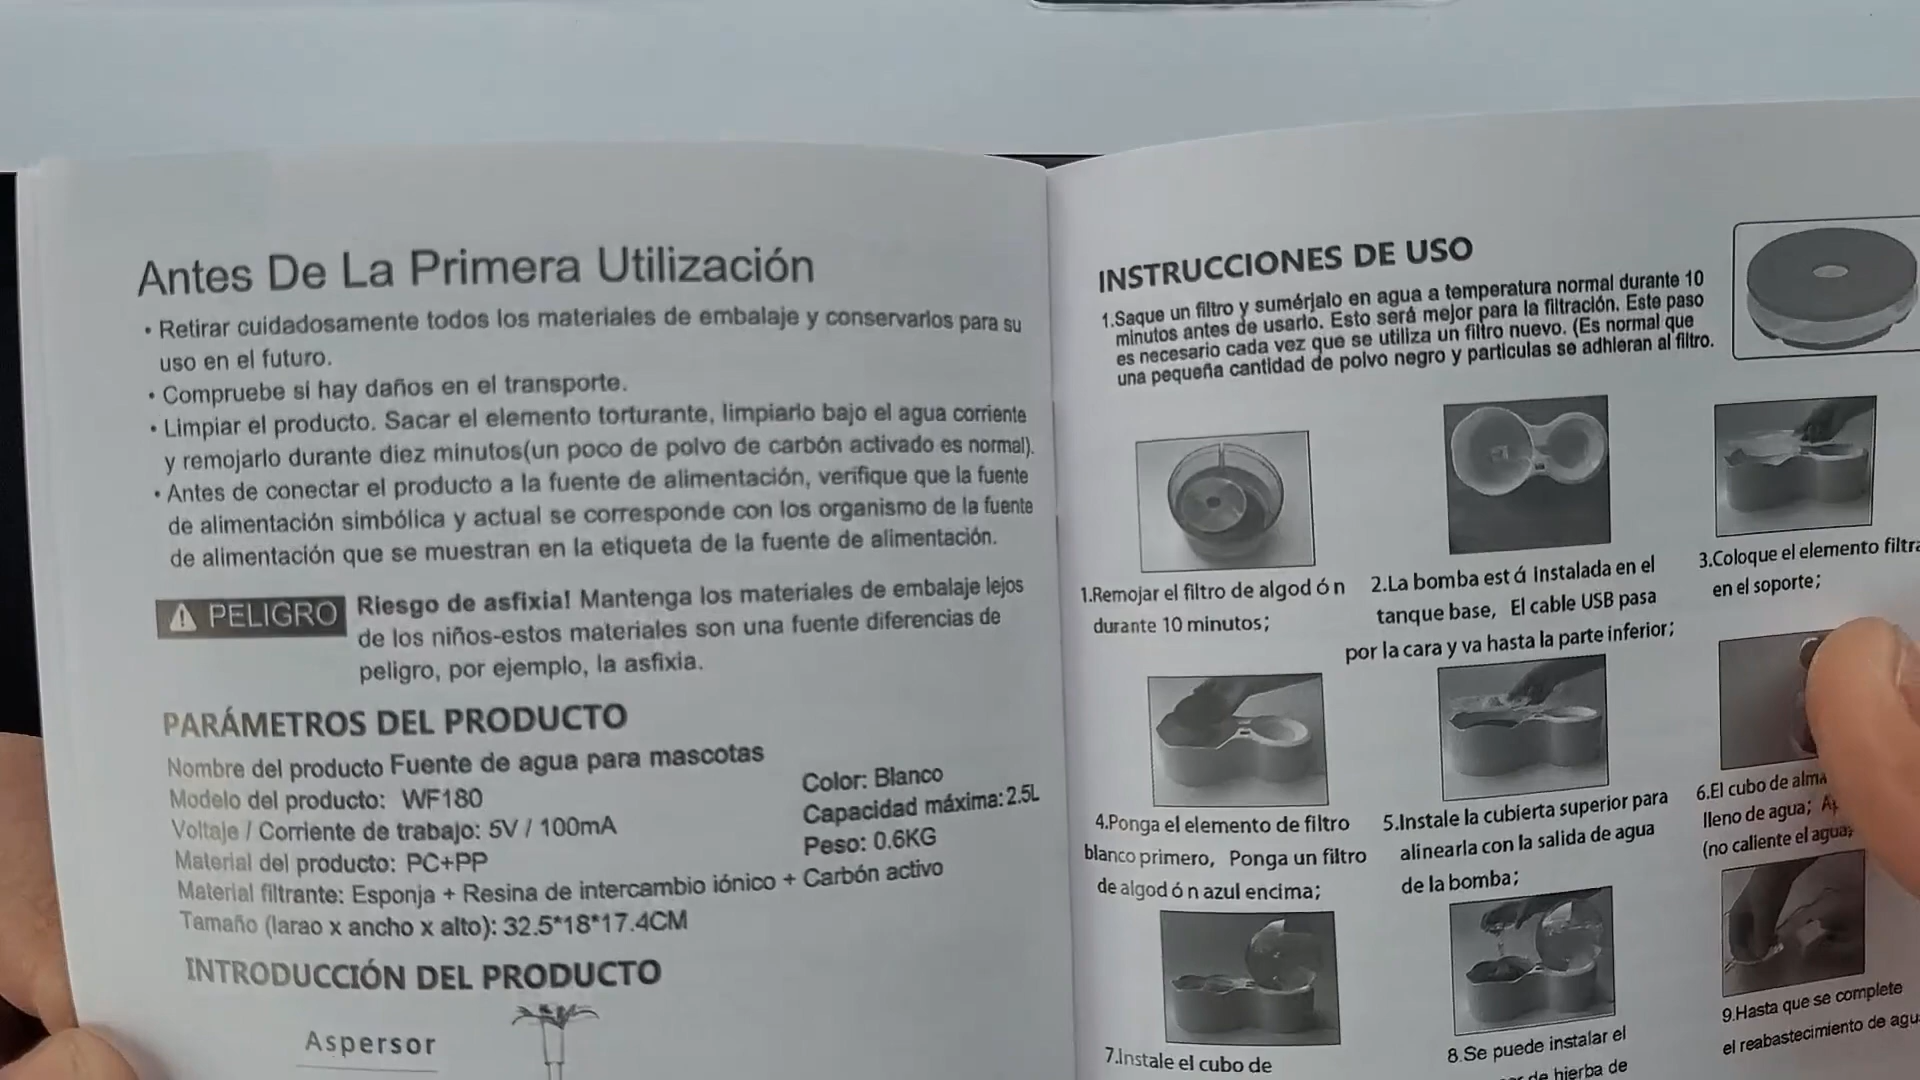 Antes De La Primera Utilización
• Retirar cuidadosamente todos los materiales de embalaje y conservarlos para su
uso en el futuro.
• Compruebe sí hay daños en el transporte.
• Limpiar el producto. Sacar el elemento torturante, limpiarlo bajo el agua corriente
y remojarlo durante diez minutos(un poco de polvo de carbón activado es normal).
• Antes de conectar el producto a la fuente de alimentación, verifique que la fuente
de alimentación simbólica y actual se corresponde con los organismo de la fuente
de alimentación que se muestran en la etiqueta de la fuente de alimentación.
PELIGRO
Riesgo de asfixia! Mantenga los materiales de embalaje lejos
de los niños-estos materiales son una fuente diferencias de
peligro, por ejemplo, la asfixia.
PARÁMETROS DEL PRODUCTO
Nombre del producto Fuente de agua para mascotas
Modelo del producto: WF180
Voltaje / Corriente de trabajo: 5V / 100mA
Material del producto: PC+PP
Material filtrante: Esponja + Resina de intercambio iónico + Carbón activo
Tamaño (larao x ancho x alto): 32.5*18*17.4CM
Color: Blanco
Capacidad máxima:2.5L
Peso: 0.6KG
INTRODUCCIÓN DEL PRODUCTO
Aspersor
INSTRUCCIONES DE USO
1.Saque un filtro y sumérjalo en agua a temperatura normal durante 10
minutos antes de usarlo. Esto será mejor para la filtración. Este paso
es necesario cada vez que se utiliza un filtro nuevo. (Es normal que
una pequeña cantidad de polvo negro y particulas se adhieran al filtro.
1.Remojar el filtro de algod ó n
durante 10 minutos;
2.La bomba est á instalada en el
tanque base, El cable USB pasa
por la cara y va hasta la parte inferior;
3.Coloque el elemento filtra
en el soporte;
4.Ponga el elemento de filtro
blanco primero, Ponga un filtro
de algod ó n azul encima;
5.Instale la cubierta superior para
alinearla con la salida de agua
de la bomba;
6.El cubo de alma
lleno de agua;
(no caliente el agua;
7.Instale el cubo de
8.Se puede instalar el
de hierba de
9.Hasta que se complete
el reabastecimiento de agu